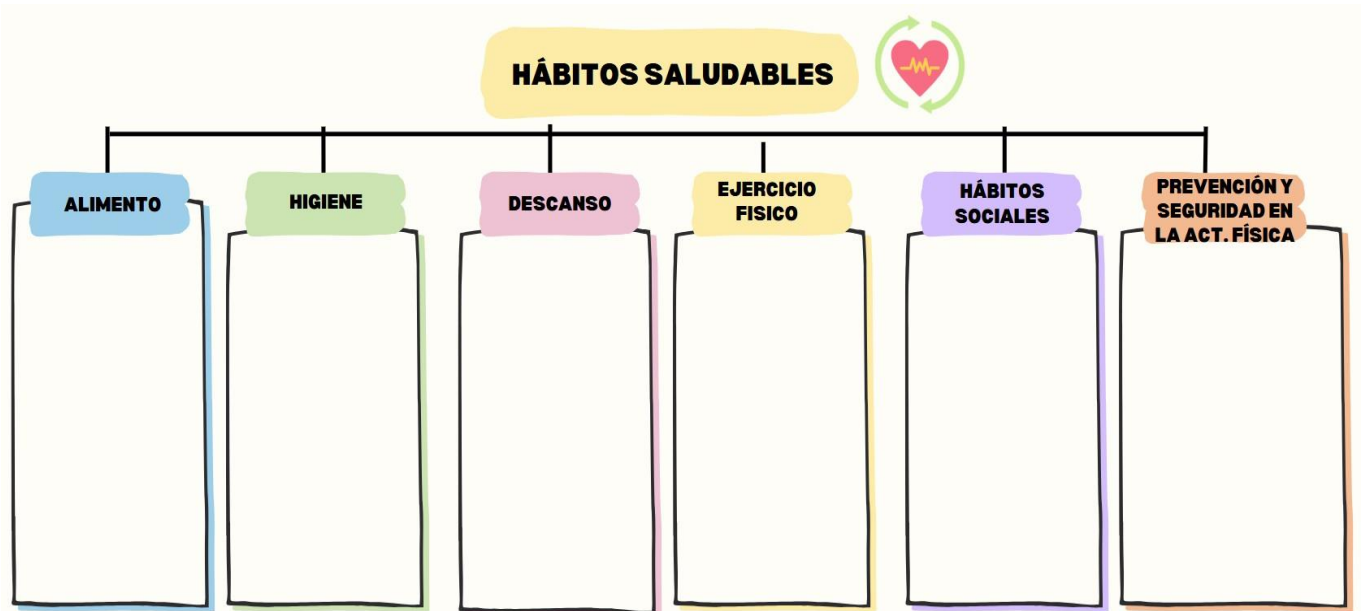 HÁBITOS SALUDABLES
ALIMENTO
HIGIENE
DESCANSO
EJERCICIO
FISICO
HÁBITOS
SOCIALES
PREVENCIÓN Y
SEGURIDAD EN
LA ACT. FÍSICA